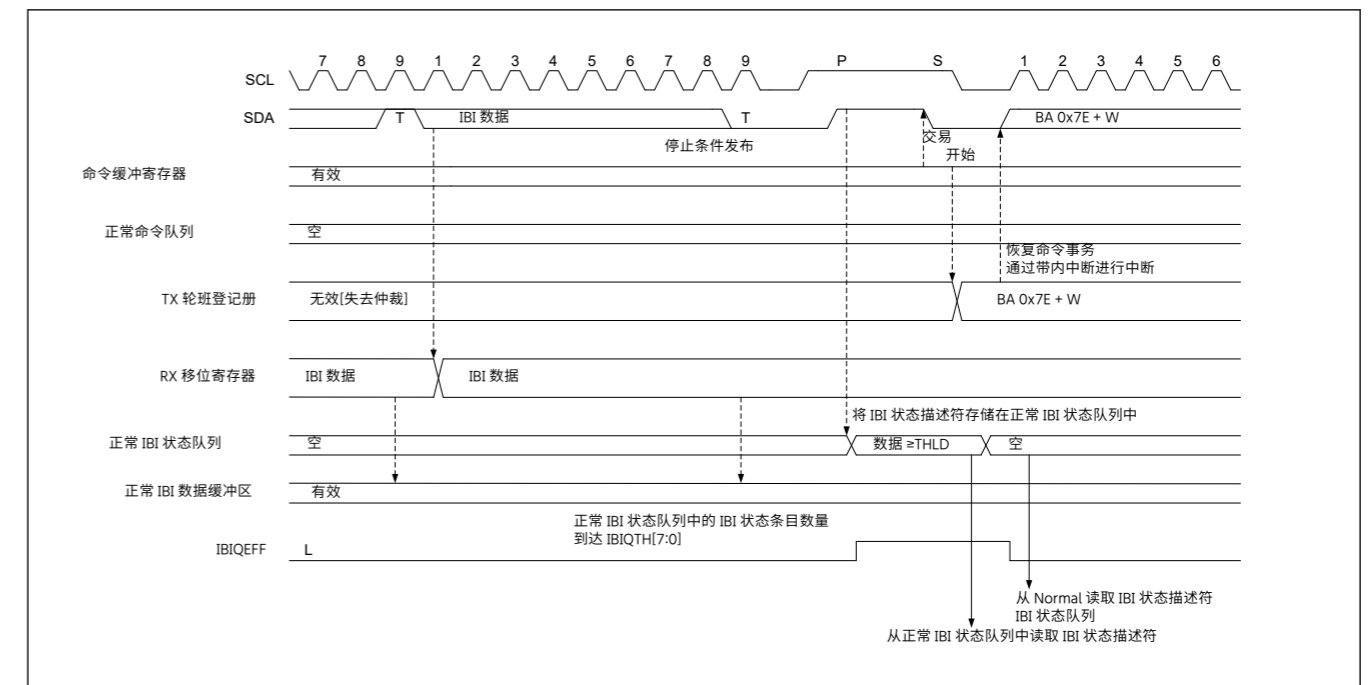 7 8 9 1 2 3 4 5 6 7 8 9 P S 1 2 3 4 5 6
SCL
SDA T IBI 数据 T BA 0x7E + W
停止条件发布
交易
开始
命令缓冲寄存器 有效
正常命令队列 空
恢复命令事务
通过带内中断进行中断
TX 轮班登记册 无效[失去仲裁] BA 0x7E + W
RX 移位寄存器 IBI 数据 IBI 数据
将 IBI 状态描述符存储在正常 IBI 状态队列中
正常 IBI 状态队列 空 数据 ≥THLD 空
正常 IBI 数据缓冲区 有效
正常 IBI 状态队列中的 IBI 状态条目数量
到达 IBIQTH[7:0]
IBIQEFF L
从 Normal 读取 IBI 状态描述符
IBI 状态队列
从正常 IBI 状态队列中读取 IBI 状态描述符